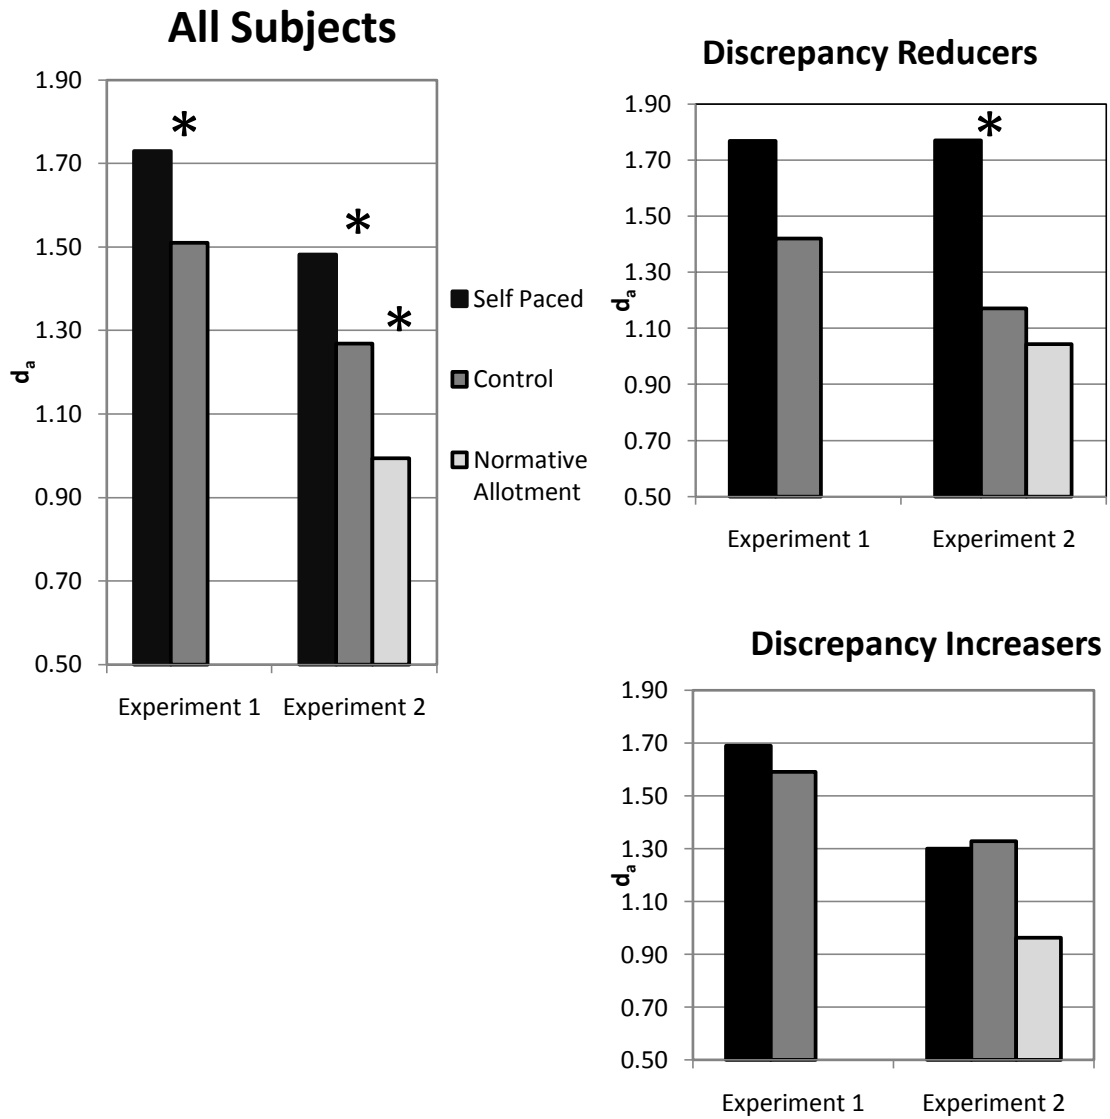 All Subjects
1.90
1.70
1.50
1.30
1.10
0.90
0.70
0.50
dₐ
*
*
*
Experiment 1
Experiment 2
Self Paced
Control
Normative
Allotment
Discrepancy Reducers
1.90
1.70
1.50
1.30
1.10
0.90
0.70
0.50
dₐ
*
Experiment 1
Experiment 2
Discrepancy Increasers
1.90
1.70
1.50
1.30
1.10
0.90
0.70
0.50
dₐ
Experiment 1
Experiment 2